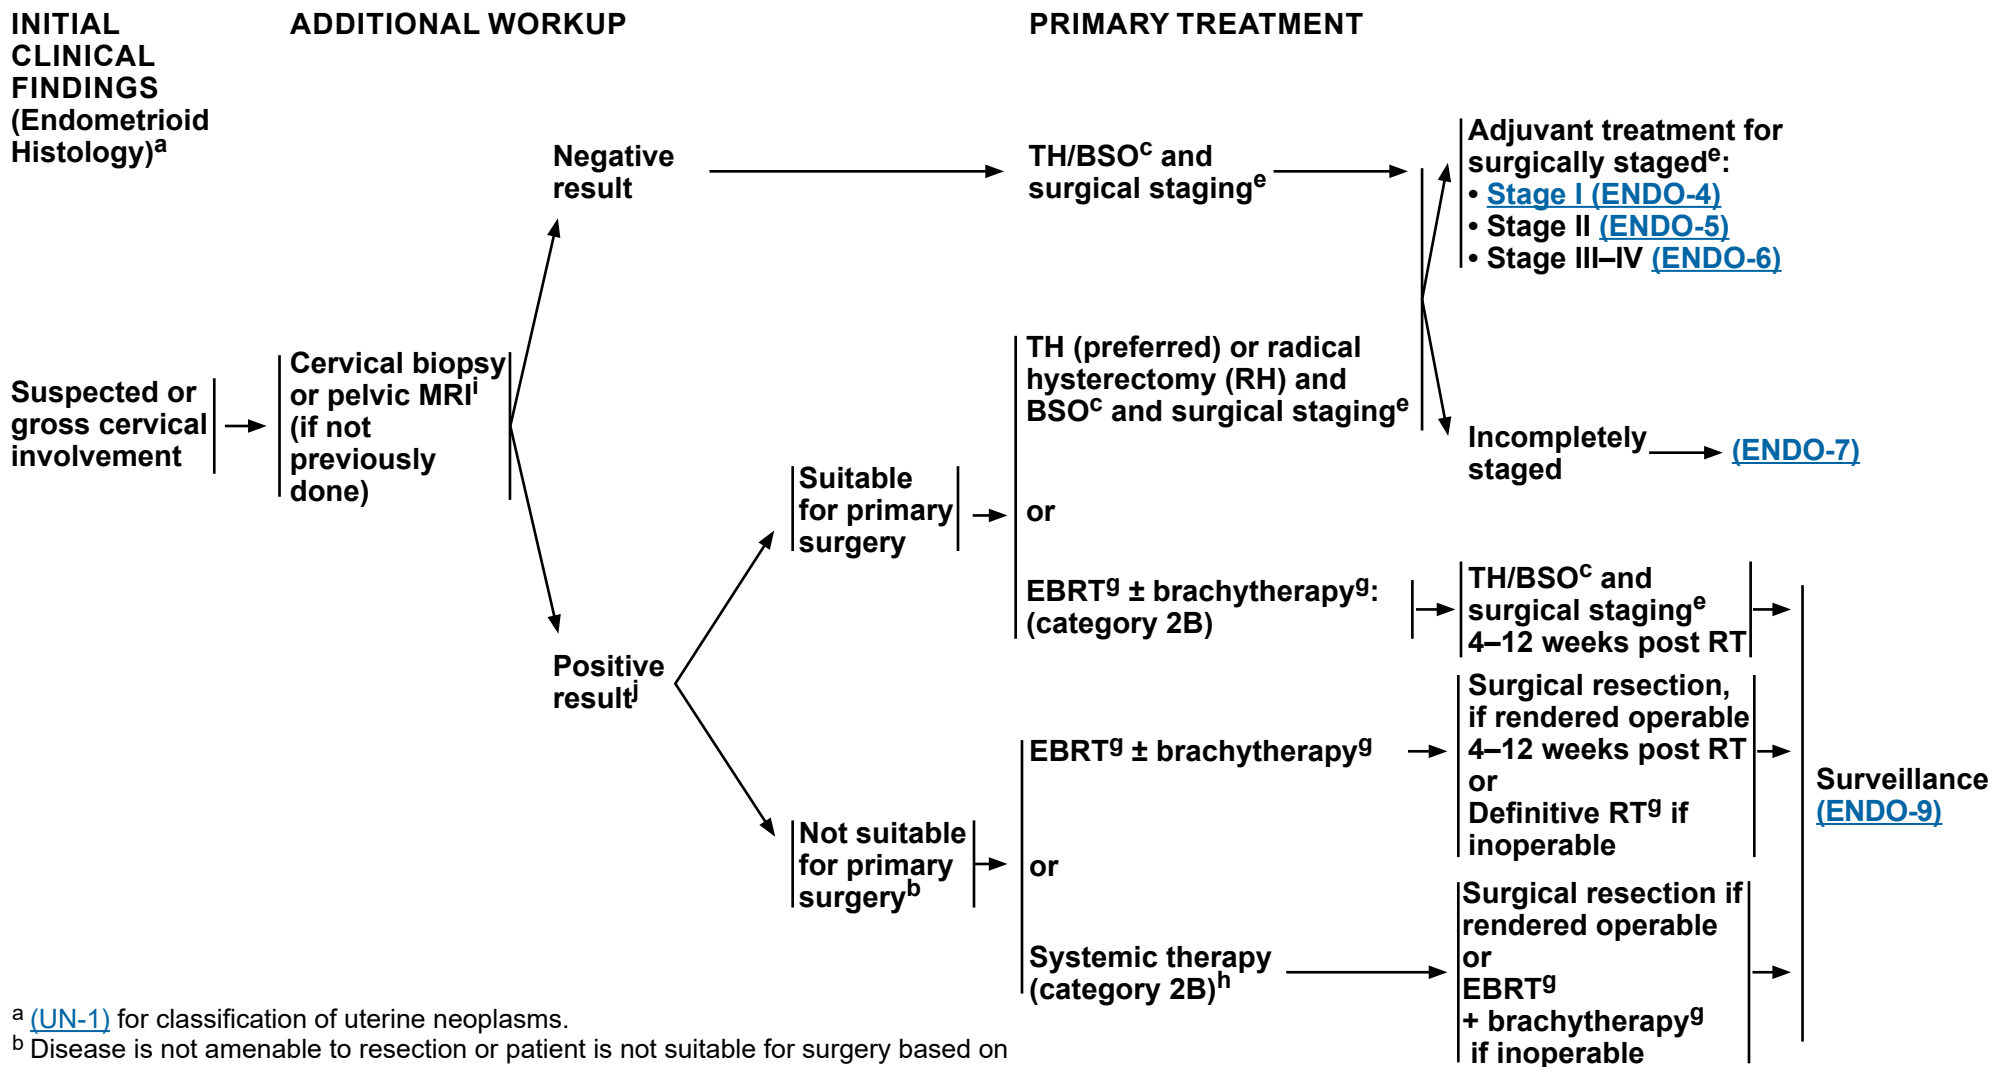 INITIAL
CLINICAL
FINDINGS
(Endometrioid
Histology)a
ADDITIONAL WORKUP
PRIMARY TREATMENT
Suspected or
gross cervical
involvement
Cervical biopsy
or pelvic MRIi
(if not
previously
done)
Negative
result
TH/BSOc and
surgical staginge
Adjuvant treatment for
surgically stagede:
• Stage I (ENDO-4)
• Stage II (ENDO-5)
• Stage III–IV (ENDO-6)
Incompletely
staged
(ENDO-7)
Positive
resultj
Suitable
for primary
surgery
TH (preferred) or radical
hysterectomy (RH) and
BSOc and surgical staginge
or
EBRTg ± brachytherapyg:
(category 2B)
TH/BSOc and
surgical staginge
4–12 weeks post RT
Not suitable
for primary
surgeryb
EBRTg ± brachytherapyg
or
Systemic therapy
(category 2B)h
Surgical resection,
if rendered operable
4–12 weeks post RT
or
Definitive RTg if
inoperable
Surgical resection if
rendered operable
or
EBRTg
+ brachytherapyg
if inoperable
Surveillance
(ENDO-9)
a (UN-1) for classification of uterine neoplasms.
b Disease is not amenable to resection or patient is not suitable for surgery based on